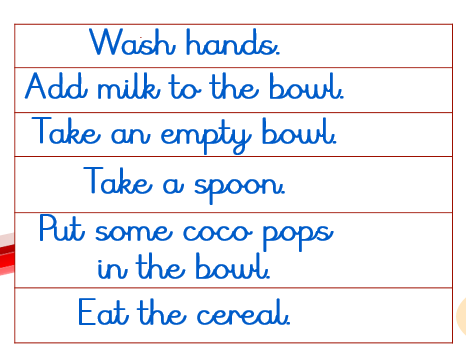 Wash hands.
Add milk to the bowl.
Take an empty bowl.
Take a spoon.
Put some coco pops
in the bowl.
Eat the cereal.